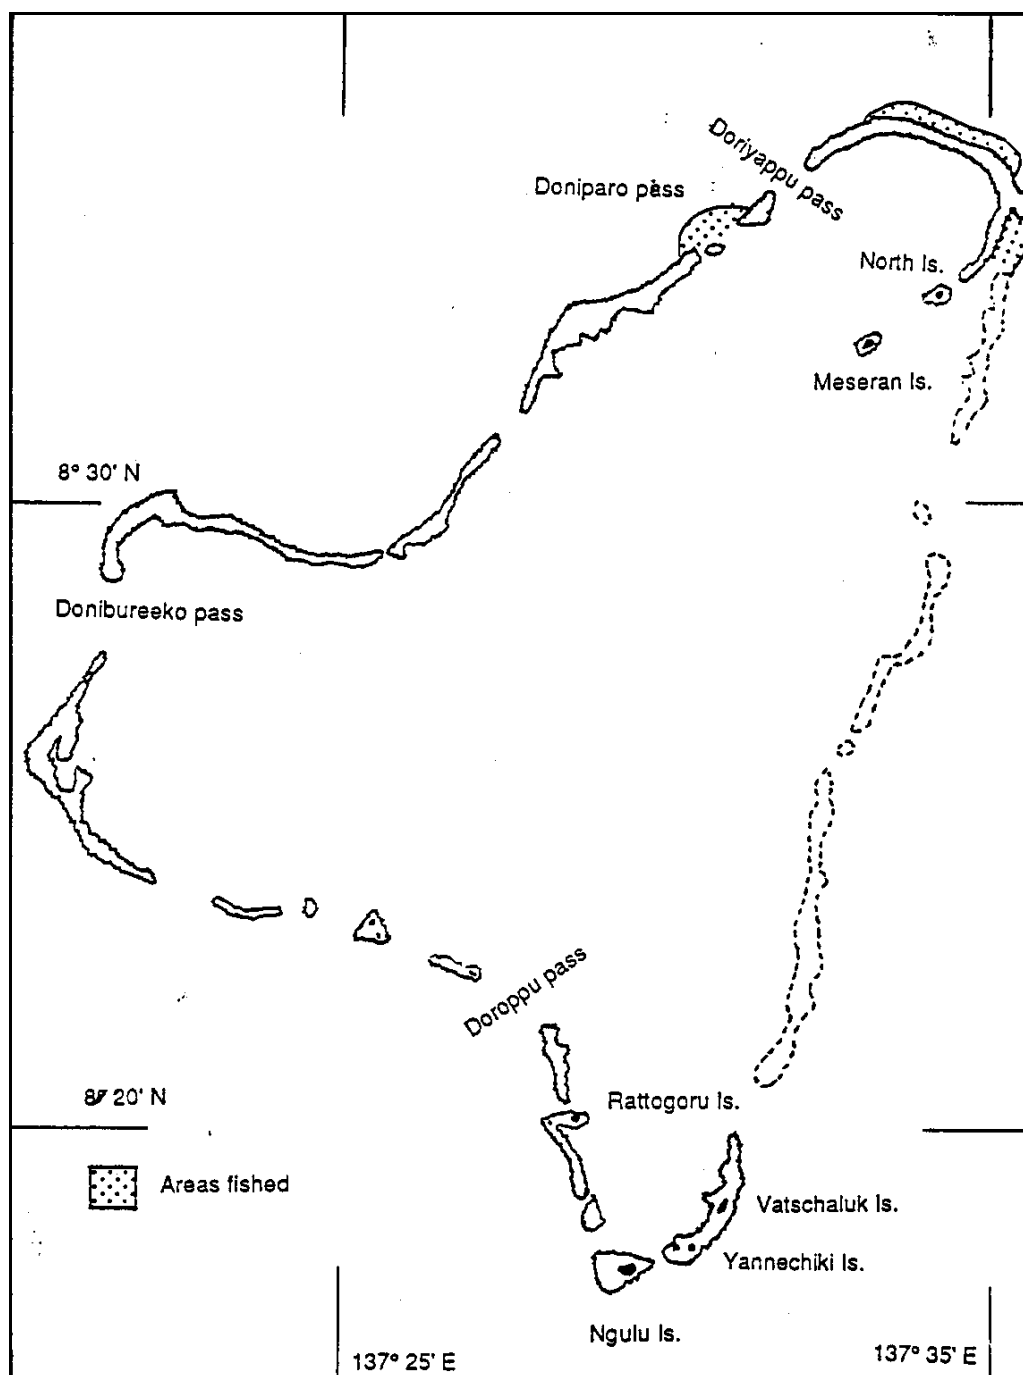 Doriyappu pass
Doniparo pass
North Is.
Meseran Is.
8° 30' N
Donibureeko pass
Doroppu pass
8° 20' N
Rattogoru Is.
Areas fished
Vatschaluk Is.
Yannechiki Is.
Ngulu Is.
137° 25' E
137° 35' E